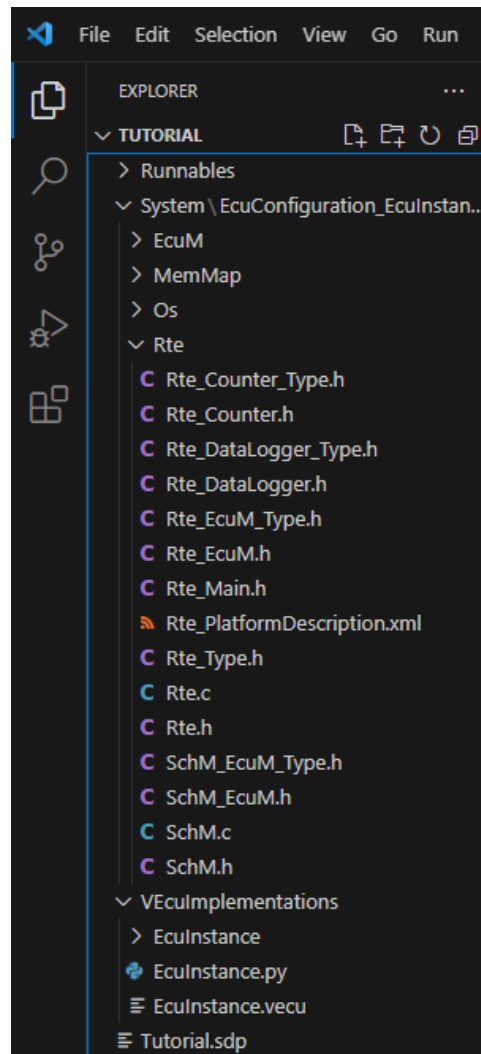 File Edit Selection View Go Run
EXPLORER ...
TUTORIAL
Runnables
System\EcuConfiguration_EcuInstan...
EcuM
MemMap
Os
Rte
C Rte_Counter_Type.h
C Rte_Counter.h
C Rte_DataLogger_Type.h
C Rte_DataLogger.h
C Rte_EcuM_Type.h
C Rte_EcuM.h
C Rte_Main.h
Rte_PlatformDescription.xml
C Rte_Type.h
C Rte.c
C Rte.h
C SchM_EcuM_Type.h
C SchM_EcuM.h
C SchM.c
C SchM.h
VEcuImplementations
EcuInstance
EcuInstance.py
EcuInstance.vecu
Tutorial.sdp